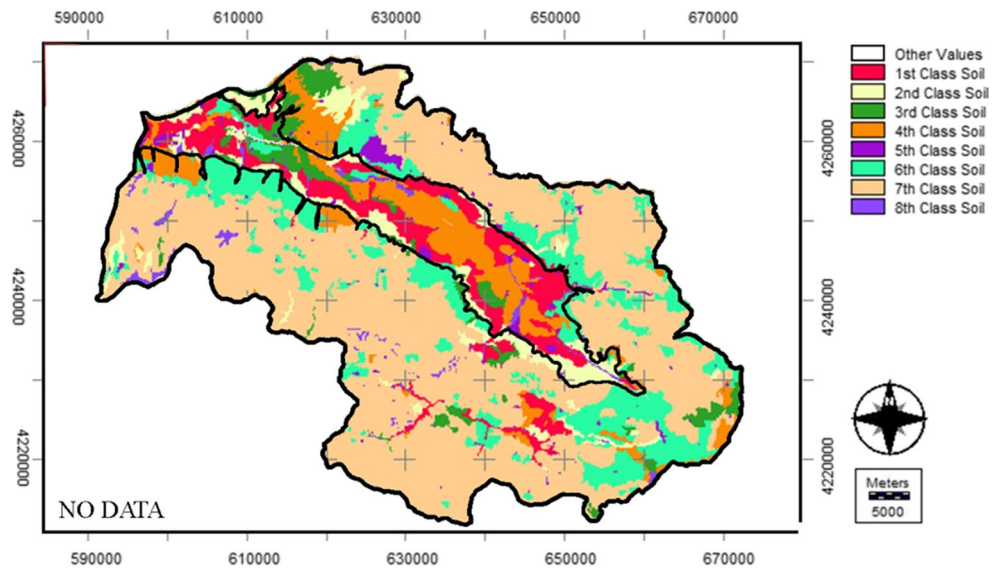 590000 610000 630000 650000 670000
Other Values
1st Class Soil
2nd Class Soil
3rd Class Soil
4th Class Soil
5th Class Soil
6th Class Soil
7th Class Soil
8th Class Soil
4260000 4260000
4240000 4240000
4220000 4220000
Meters
5000
NO DATA
590000 610000 630000 650000 670000